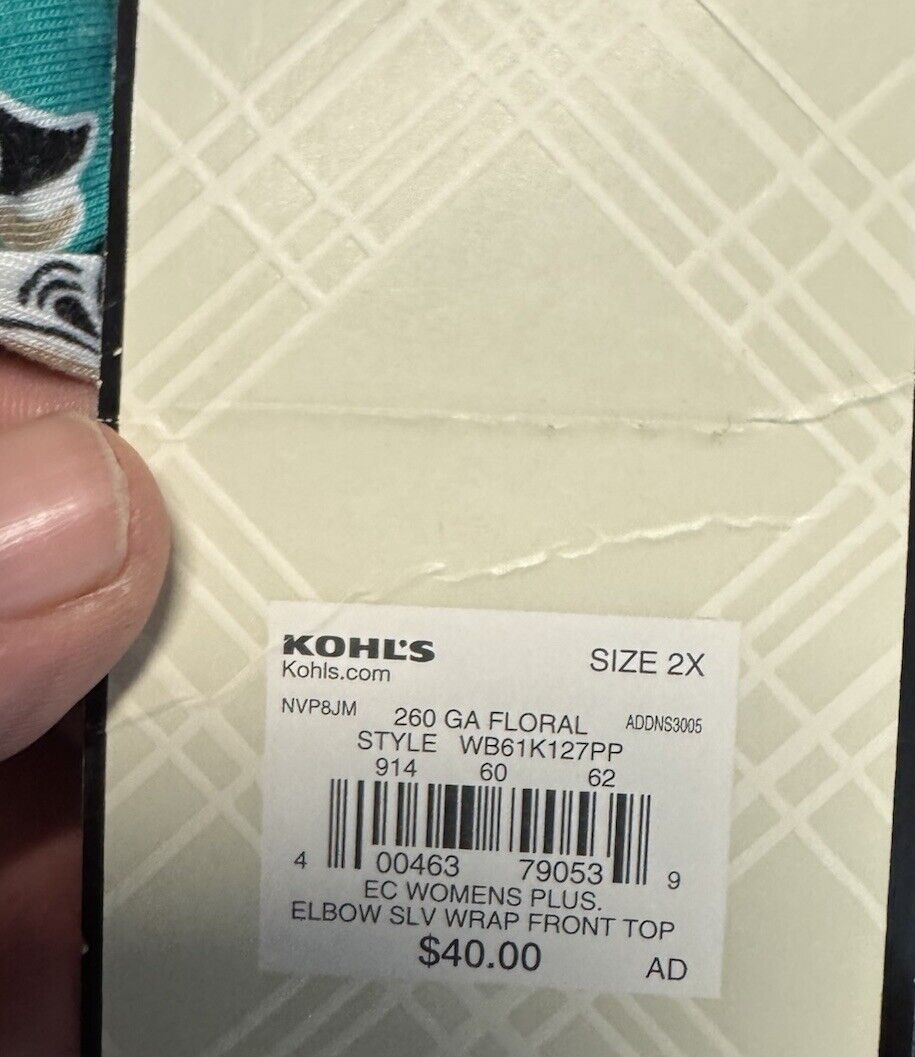 KOHL'S SIZE 2X
Kohls.com
NVP8JM 260 GA FLORAL ADDNS3005
STYLE WB61K127PP
914 60 62
4 00463 79053 9
EC WOMENS PLUS.
ELBOW SLV WRAP FRONT TOP
$40.00 AD